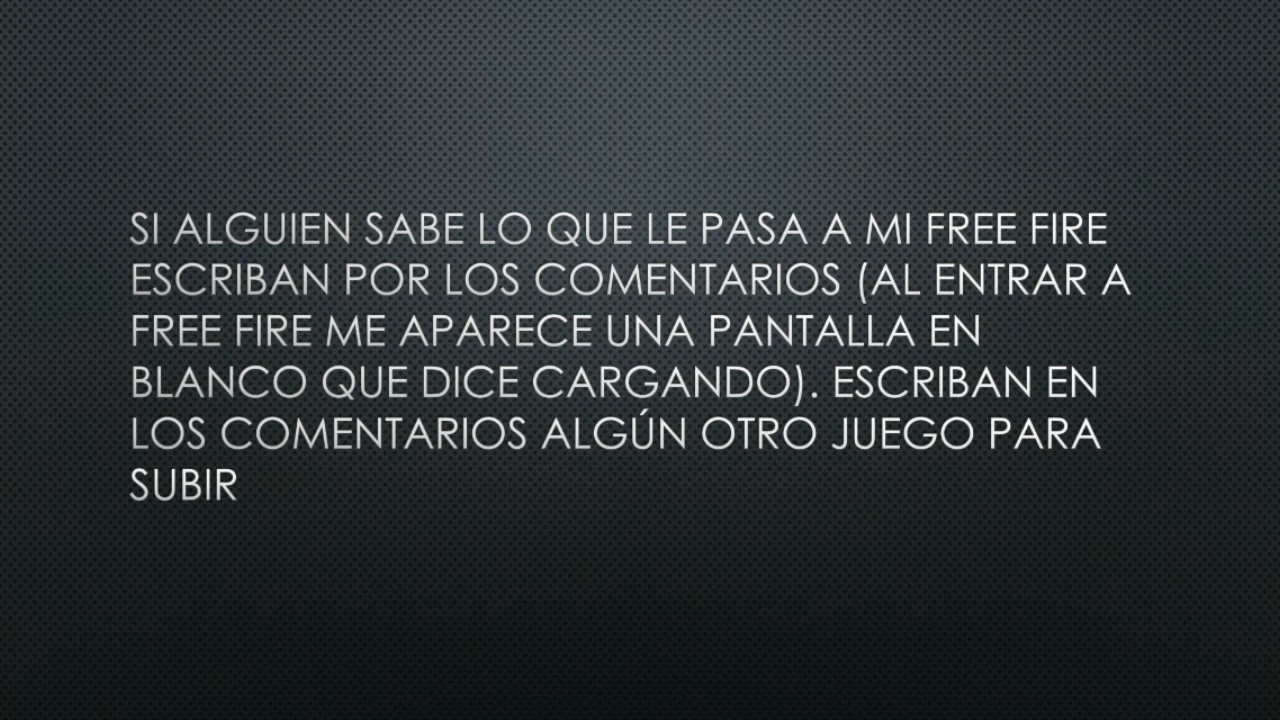 SI ALGUIEN SABE LO QUE LE PASA A MI FREE FIRE
ESCRIBAN POR LOS COMENTARIOS (AL ENTRAR A
FREE FIRE ME APARECE UNA PANTALLA EN
BLANCO QUE DICE CARGANDO). ESCRIBAN EN
LOS COMENTARIOS ALGÚN OTRO JUEGO PARA
SUBIR